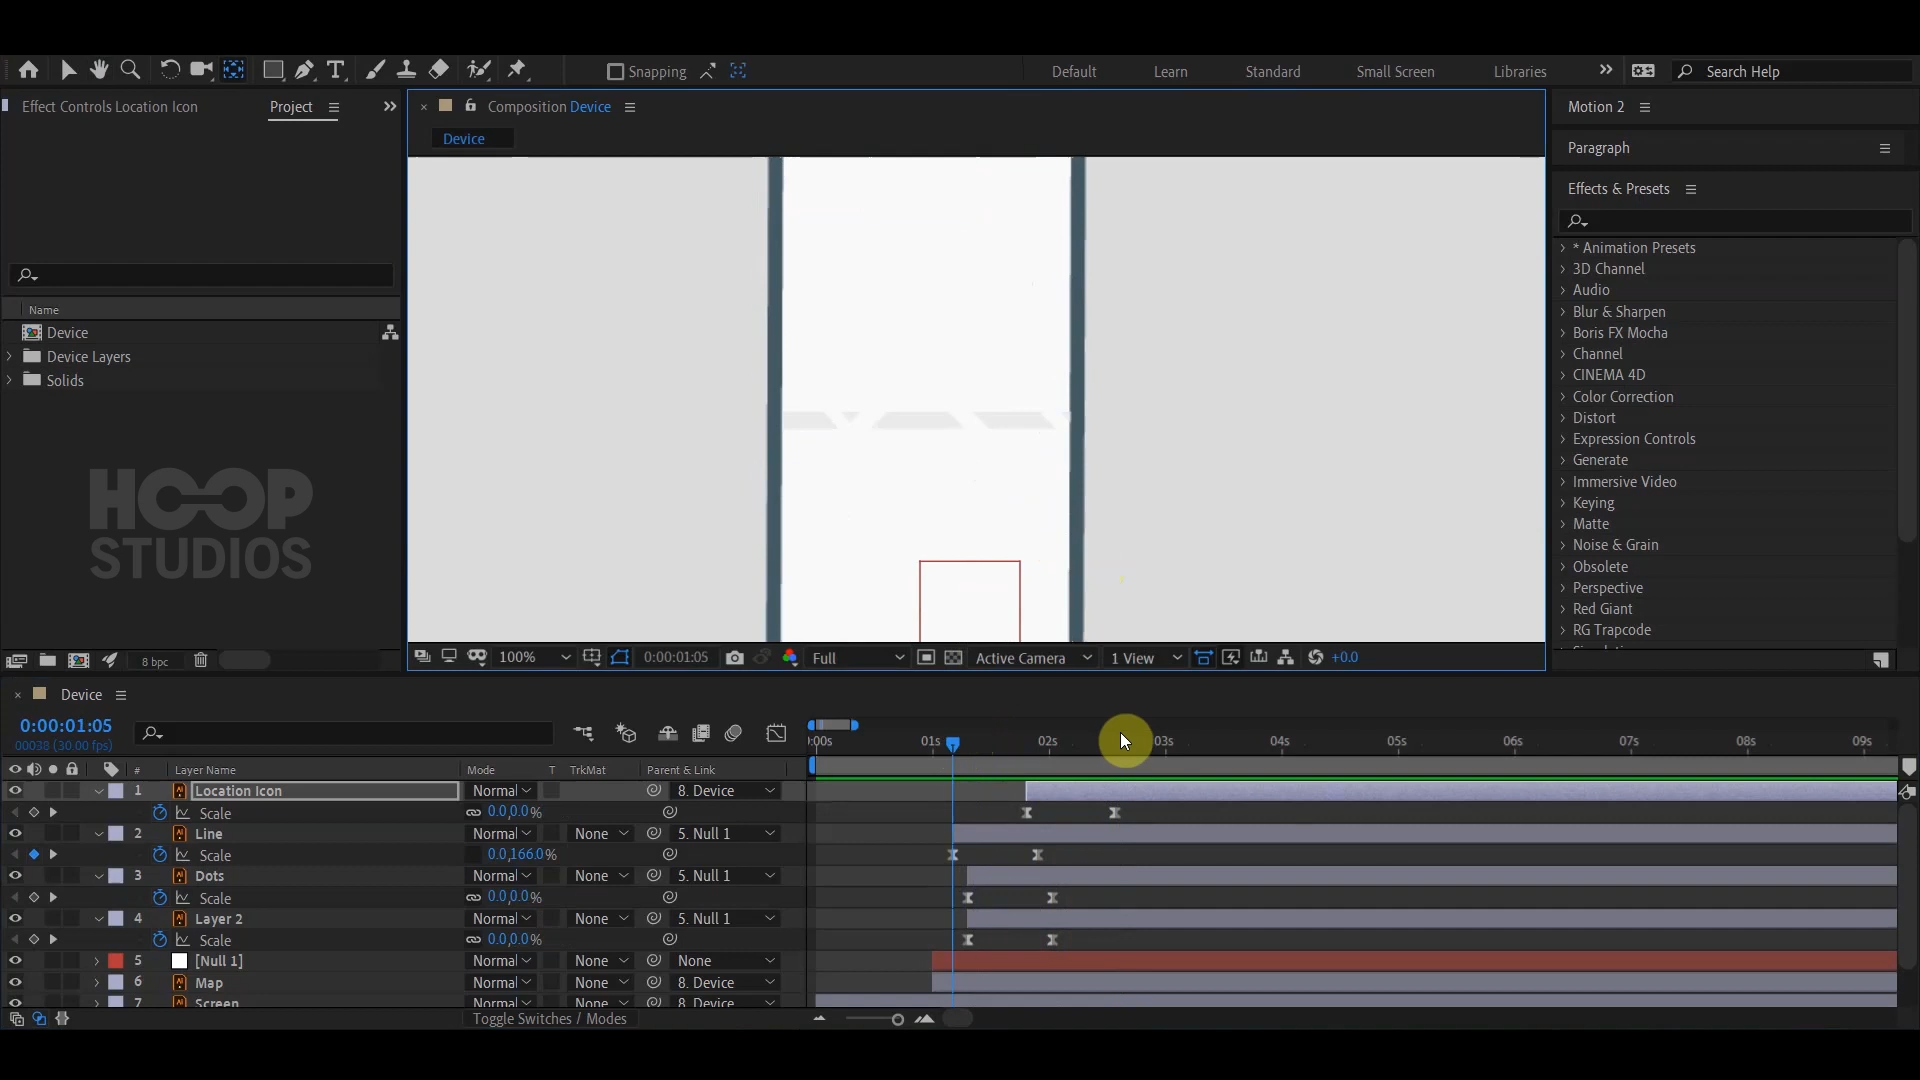 Snapping
Default
Learn
Standard
Small Screen
Libraries
Search Help
Effect Controls Location Icon
Project
Composition Device
Device
Motion 2
Paragraph
Effects & Presets
* Animation Presets
3D Channel
Audio
Blur & Sharpen
Boris FX Mocha
Channel
CINEMA 4D
Color Correction
Distort
Expression Controls
Generate
Immersive Video
Keying
Matte
Noise & Grain
Obsolete
Perspective
Red Giant
RG Trapcode
Name
Device
Device Layers
Solids
HOOP
STUDIOS
8 bpc
100%
0:00:01:05
Full
Active Camera
1 View
+0.0
Device
0:00:01:05
00038 (30.00 fps)
:00s 01s 02s 03s 04s 05s 06s 07s 08s 09s
# Layer Name Mode T TrkMat Parent & Link
1 Location Icon Normal 8. Device
Scale 0.0,0.0%
2 Line Normal None 5. Null 1
Scale 0.0,166.0%
3 Dots Normal None 5. Null 1
Scale 0.0,0.0%
4 Layer 2 Normal None 5. Null 1
Scale 0.0,0.0%
5 [Null 1] Normal None None
6 Map Normal None 8. Device
7 Screen Normal None 8. Device
Toggle Switches / Modes